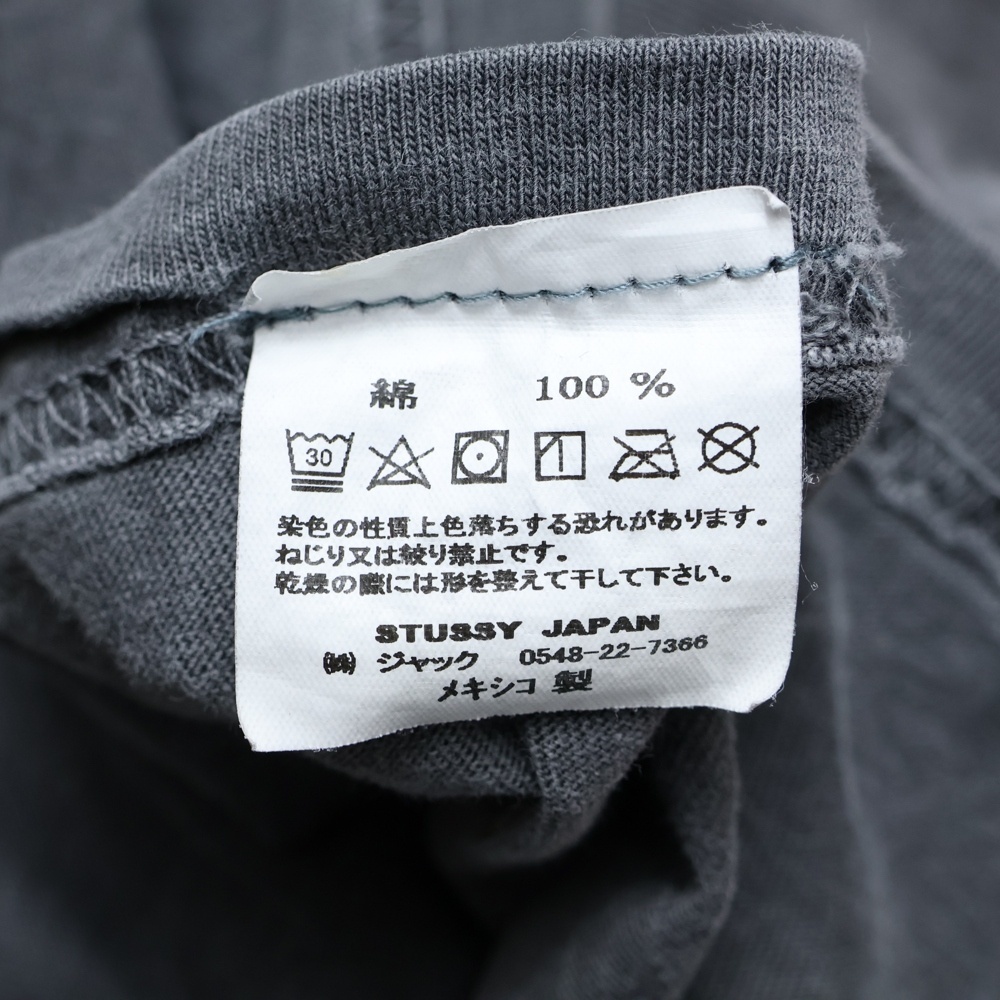 綿 100 %
30
染色の性質上色落ちする恐れがあります。
ねじり又は絞り禁止です。
乾燥の際には形を整えて干して下さい。
STUSSY JAPAN
㈱ ジャック 0548-22-7366
メキシコ 製